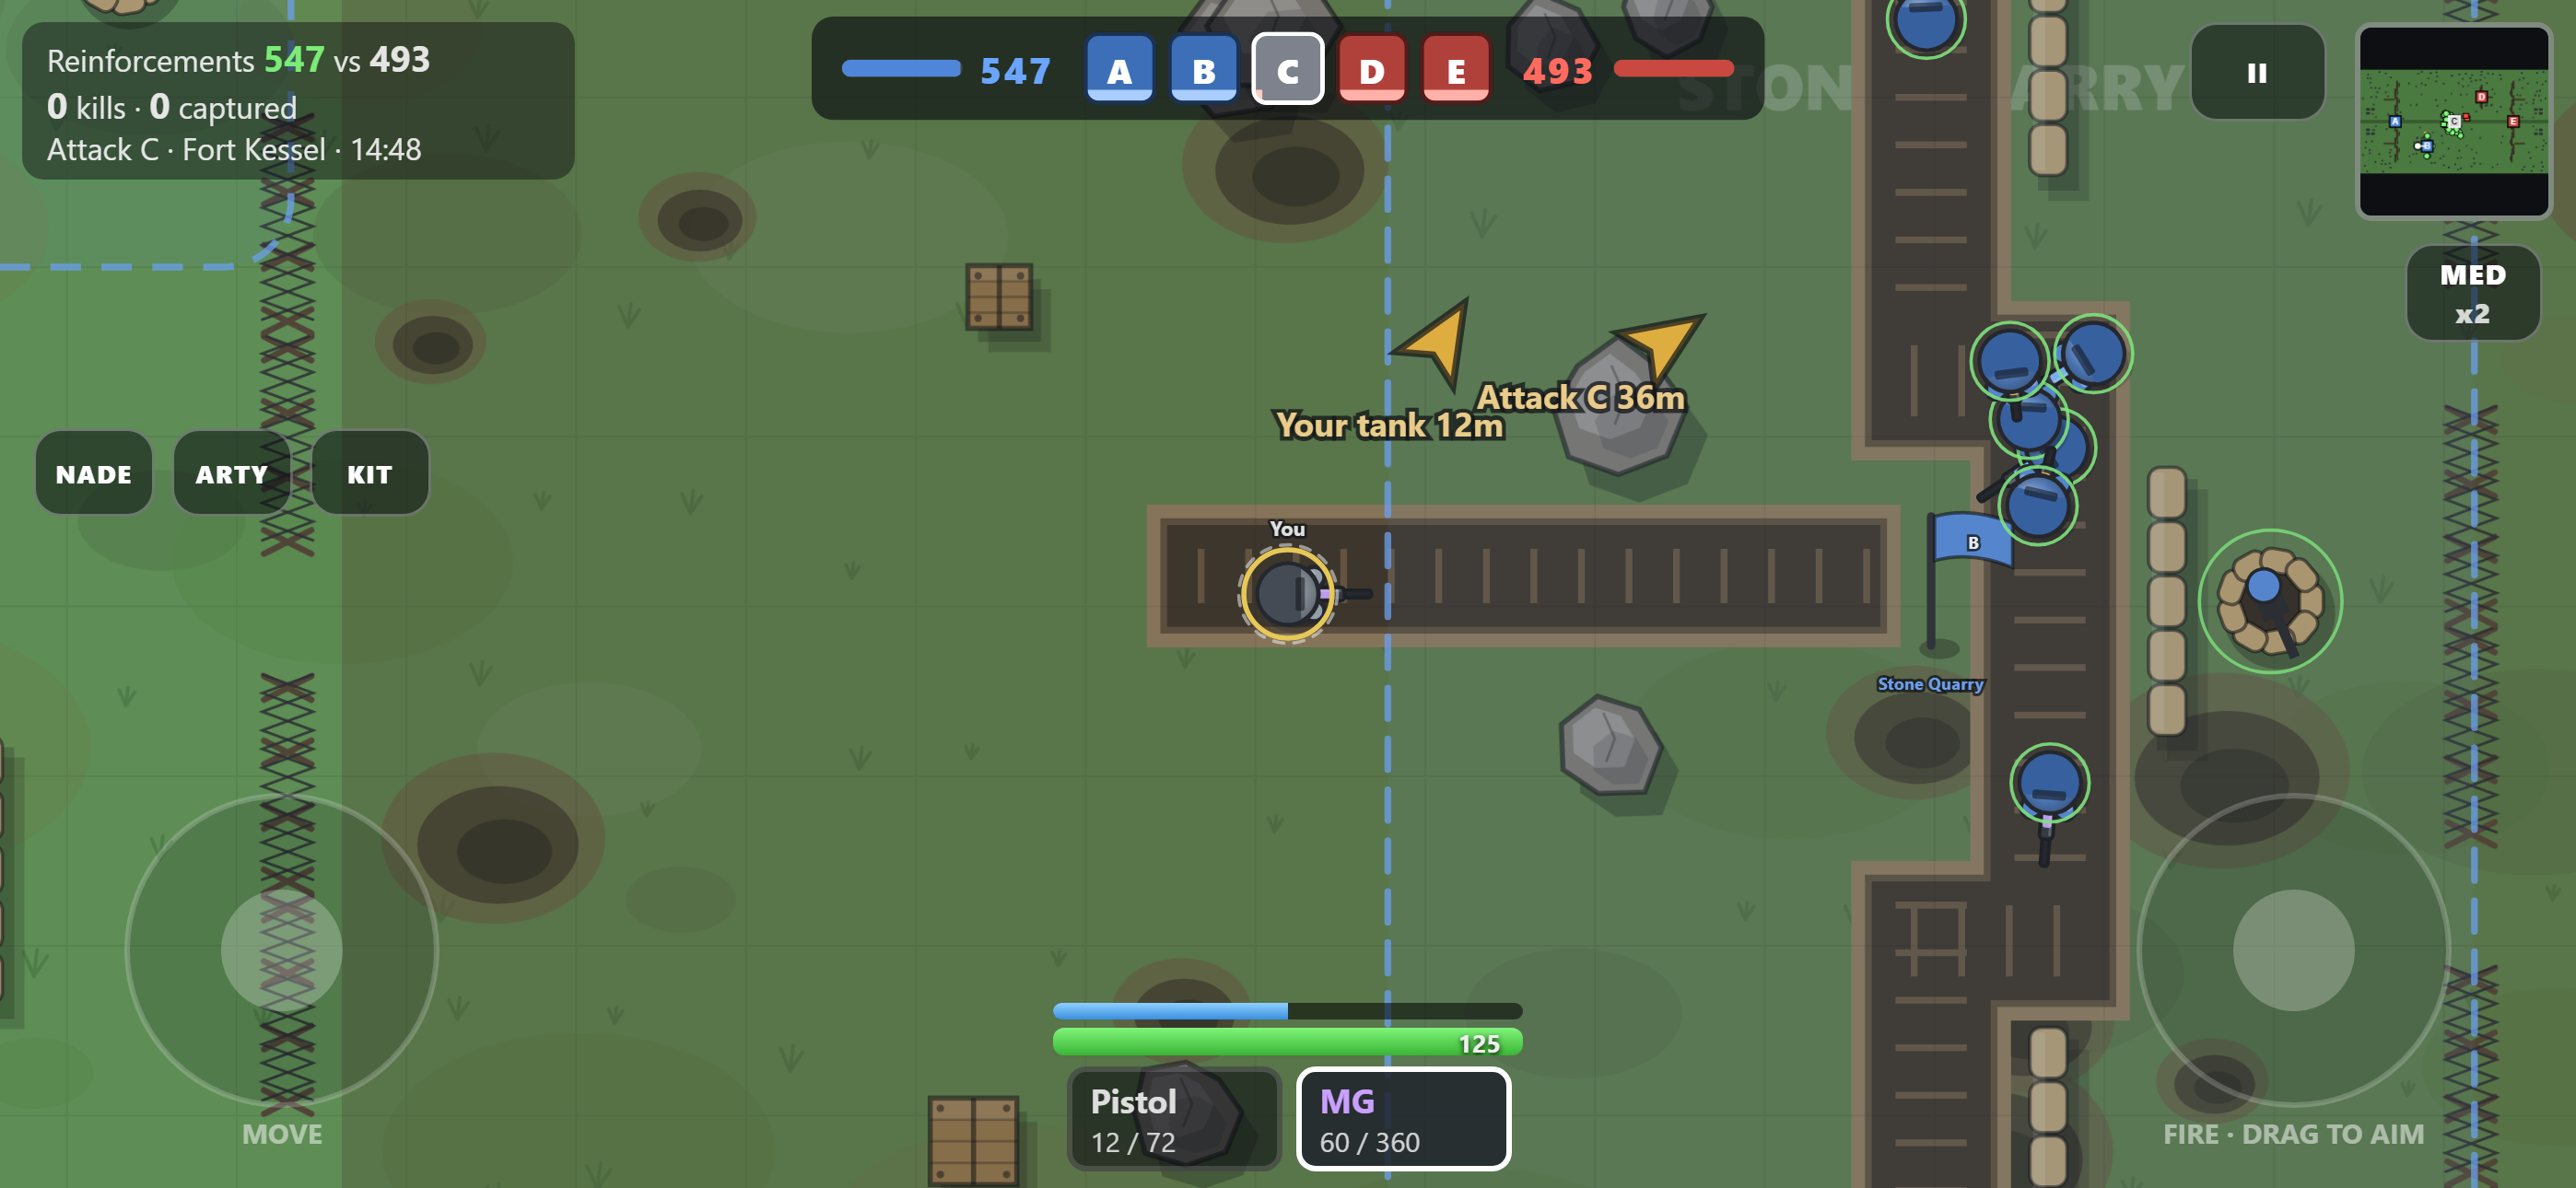 Reinforcements 547 vs 493
0 kills · 0 captured
Attack C · Fort Kessel · 14:48
547 A B C D E 493
STON ARRY
II
A B C D E
MED
x2
Attack C 36m
Your tank 12m
NADE ARTY KIT
You
B
Stone Quarry
125
Pistol
12 / 72
MG
60 / 360
MOVE
FIRE · DRAG TO AIM